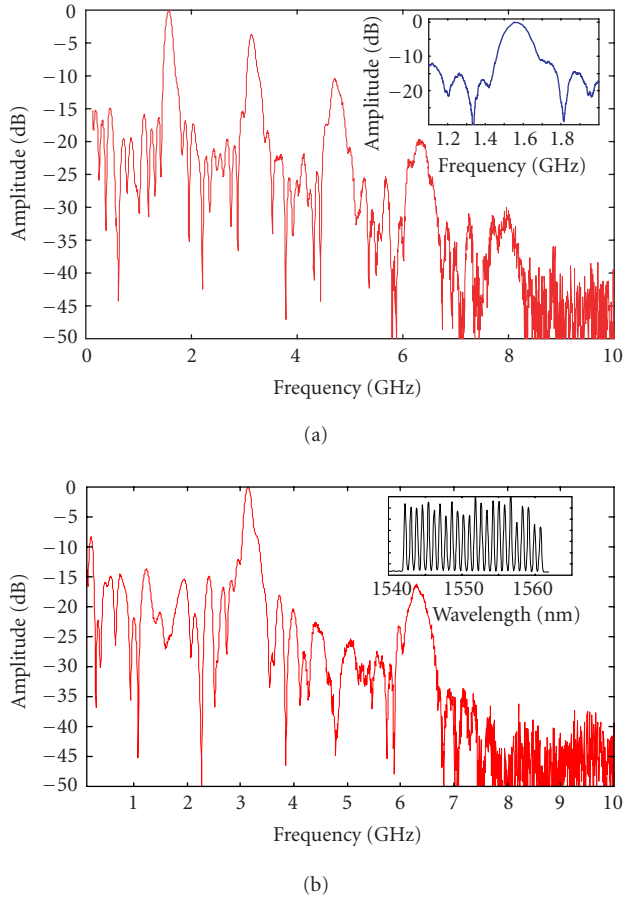 0
−5
−10
−15
−20
−25
−30
−35
−40
−45
−50
Amplitude (dB)
0 2 4 6 8 10
Frequency (GHz)
0
−10
−20
Amplitude (dB)
1.2 1.4 1.6 1.8
Frequency (GHz)
(a)
0
−5
−10
−15
−20
−25
−30
−35
−40
−45
−50
Amplitude (dB)
1 2 3 4 5 6 7 8 9 10
Frequency (GHz)
1540 1550 1560
Wavelength (nm)
(b)